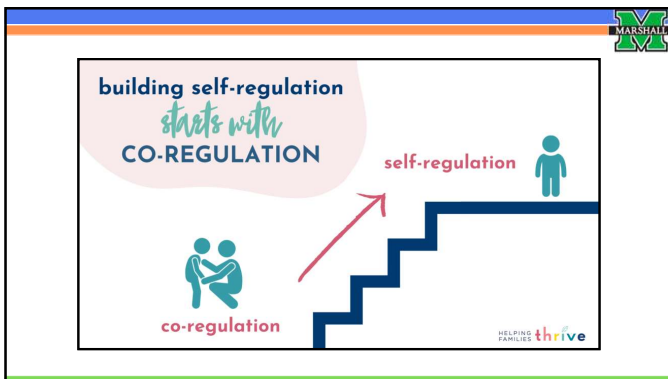 MARSHALL
building self-regulation
starts with
CO-REGULATION
self-regulation
co-regulation
HELPING
FAMILIES thrive